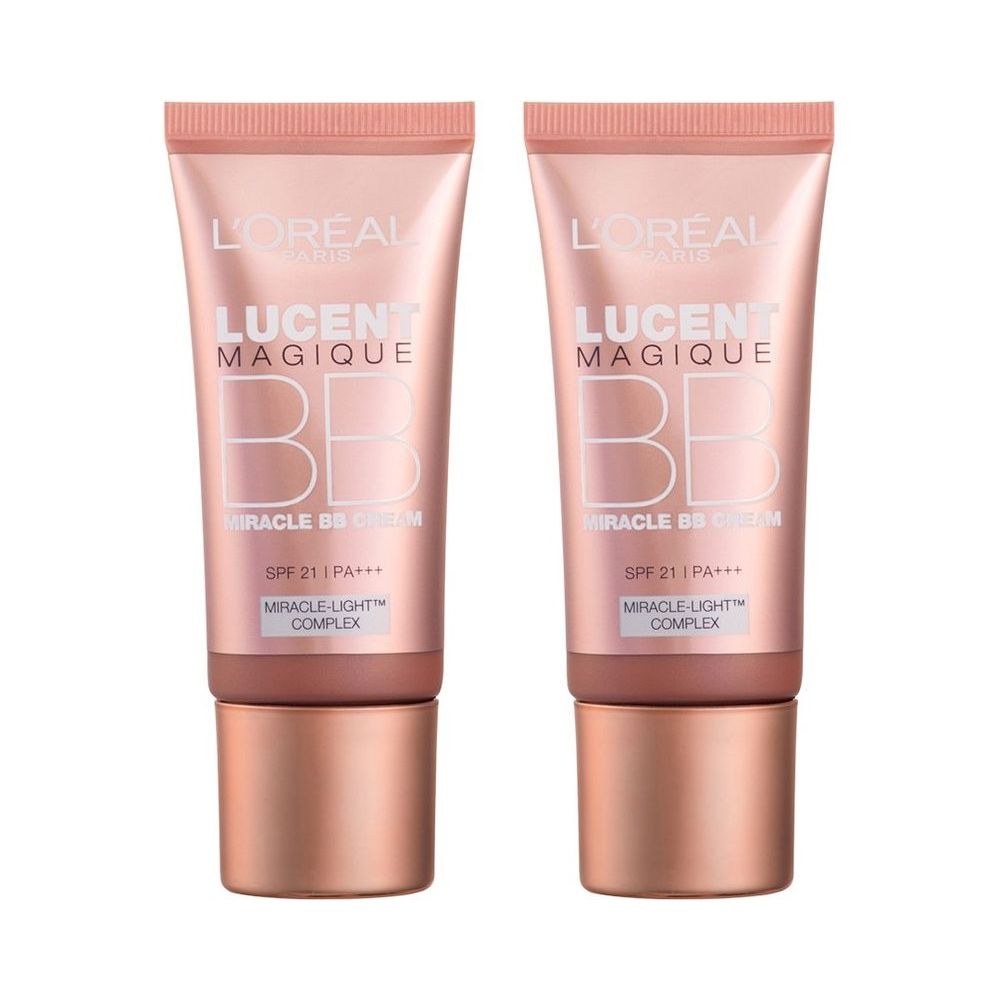 L'ORÉAL
PARIS
LUCENT
MAGIQUE
BB
MIRACLE BB CREAM
SPF 21 | PA+++
MIRACLE-LIGHT™
COMPLEX
L'ORÉAL
PARIS
LUCENT
MAGIQUE
BB
MIRACLE BB CREAM
SPF 21 | PA+++
MIRACLE-LIGHT™
COMPLEX